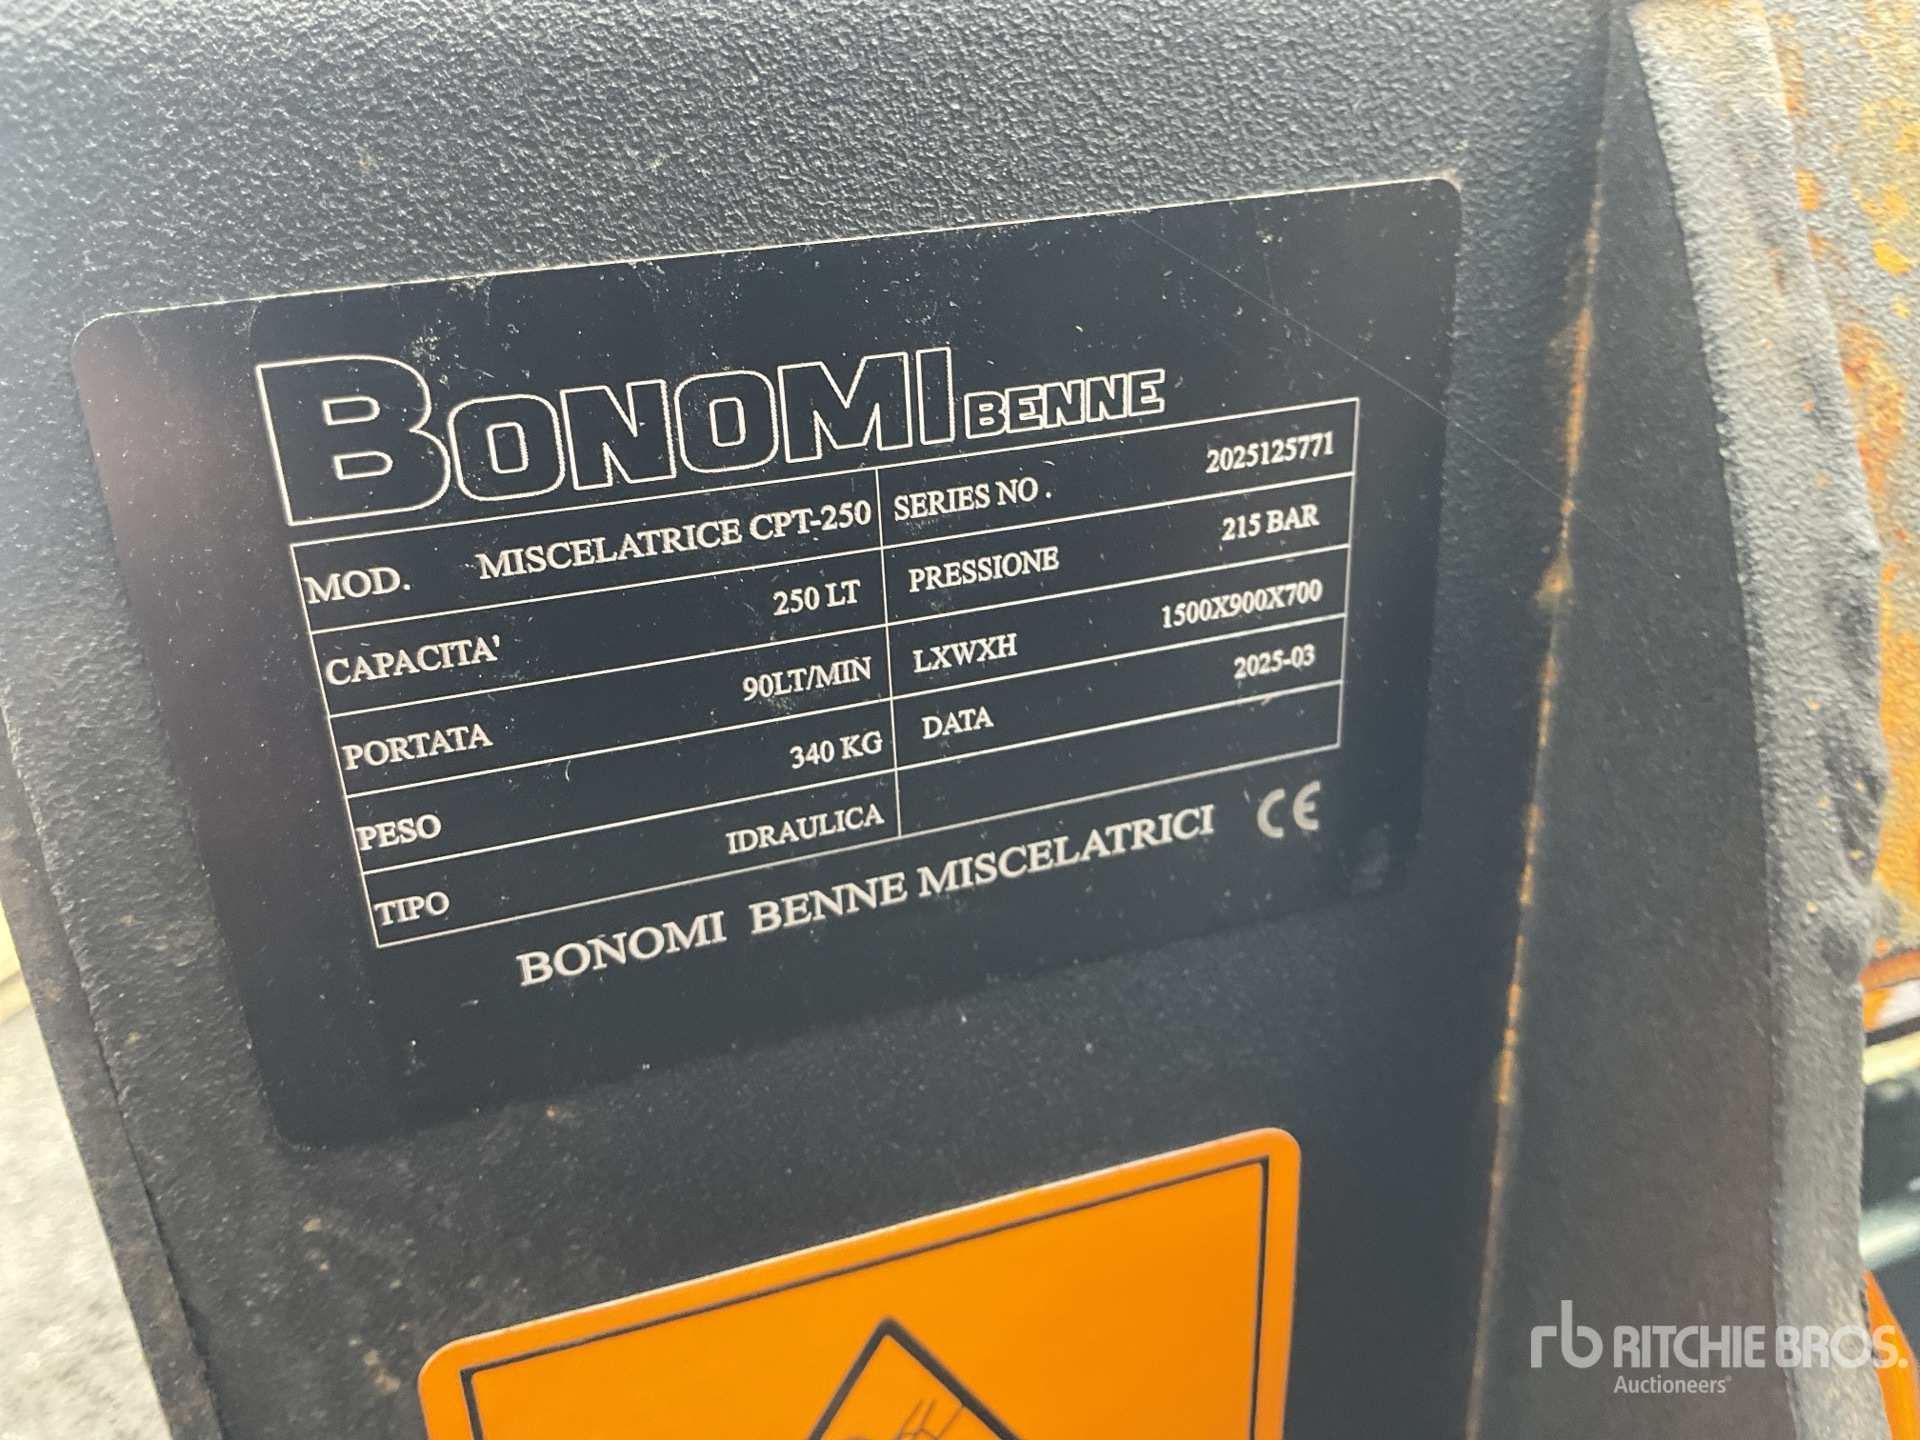 BONOMI BENNE
MOD. MISCELATRICE CPT-250 SERIES NO. 2025125771
CAPACITA' 250 LT PRESSIONE 215 BAR
PORTATA 90LT/MIN LXWXH 1500X900X700
PESO 340 KG DATA 2025-03
TIPO IDRAULICA
BONOMI BENNE MISCELATRICI CE
rb RITCHIE BROS.
Auctioneers